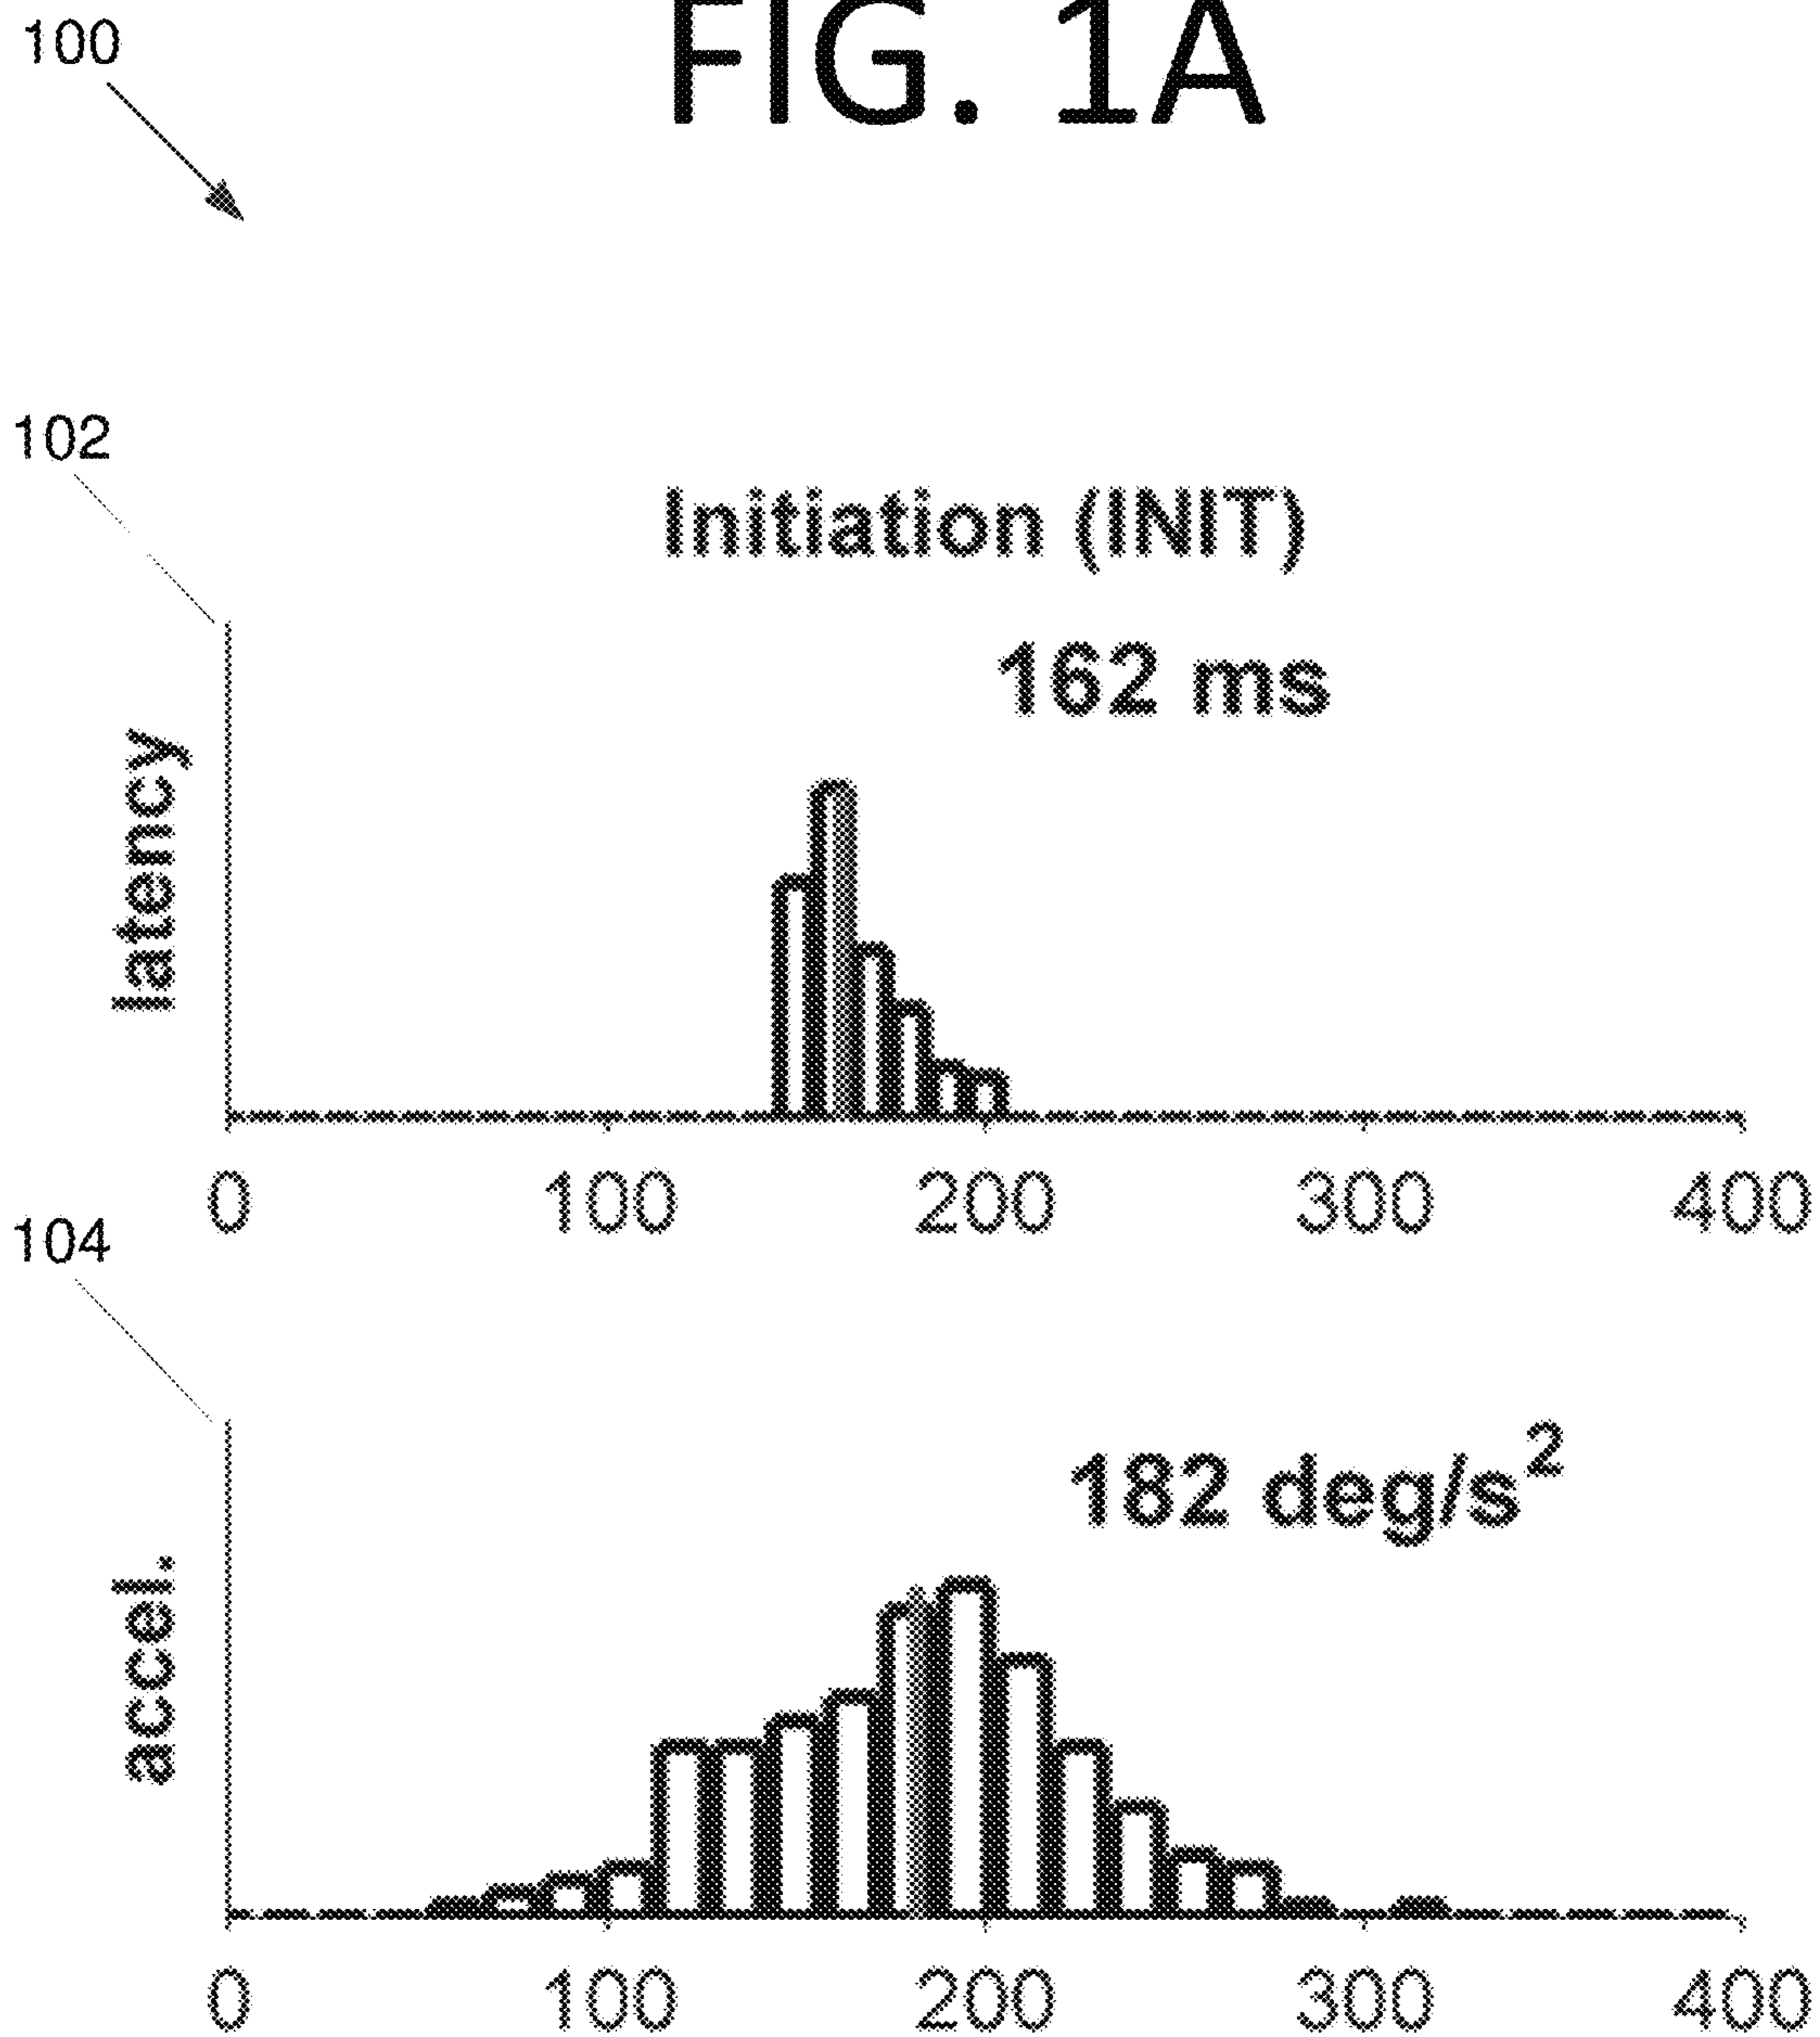 FIG. 1A
100
102
Initiation (INIT)
162 ms
latency
0 100 200 300 400
104
182 deg/s²
accel.
0 100 200 300 400